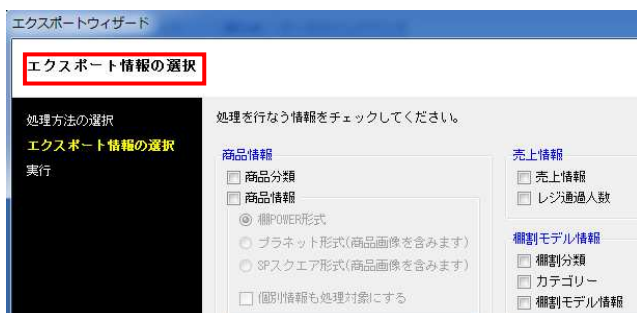 エクスポートウィザード
エクスポート情報の選択
処理方法の選択
エクスポート情報の選択
実行
処理を行なう情報をチェックしてください。
商品情報
商品分類
商品情報
棚POWER形式
プラネット形式(商品画像を含みます)
SPスクエア形式(商品画像を含みます)
個別情報も処理対象にする
売上情報
売上情報
レジ通過人数
棚割モデル情報
棚割分類
カテゴリー
棚割モデル情報